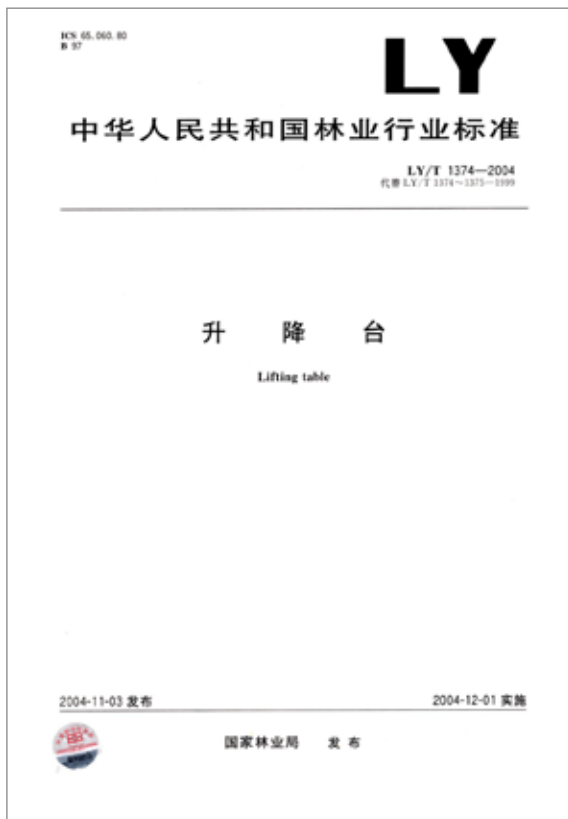 ICS 65.060.80
B 97
LY
中华人民共和国林业行业标准
LY/T 1374—2004
代替 LY/T 1374~1375—1999
升降台
Lifting table
2004-11-03 发布
2004-12-01 实施
国家林业局 发布